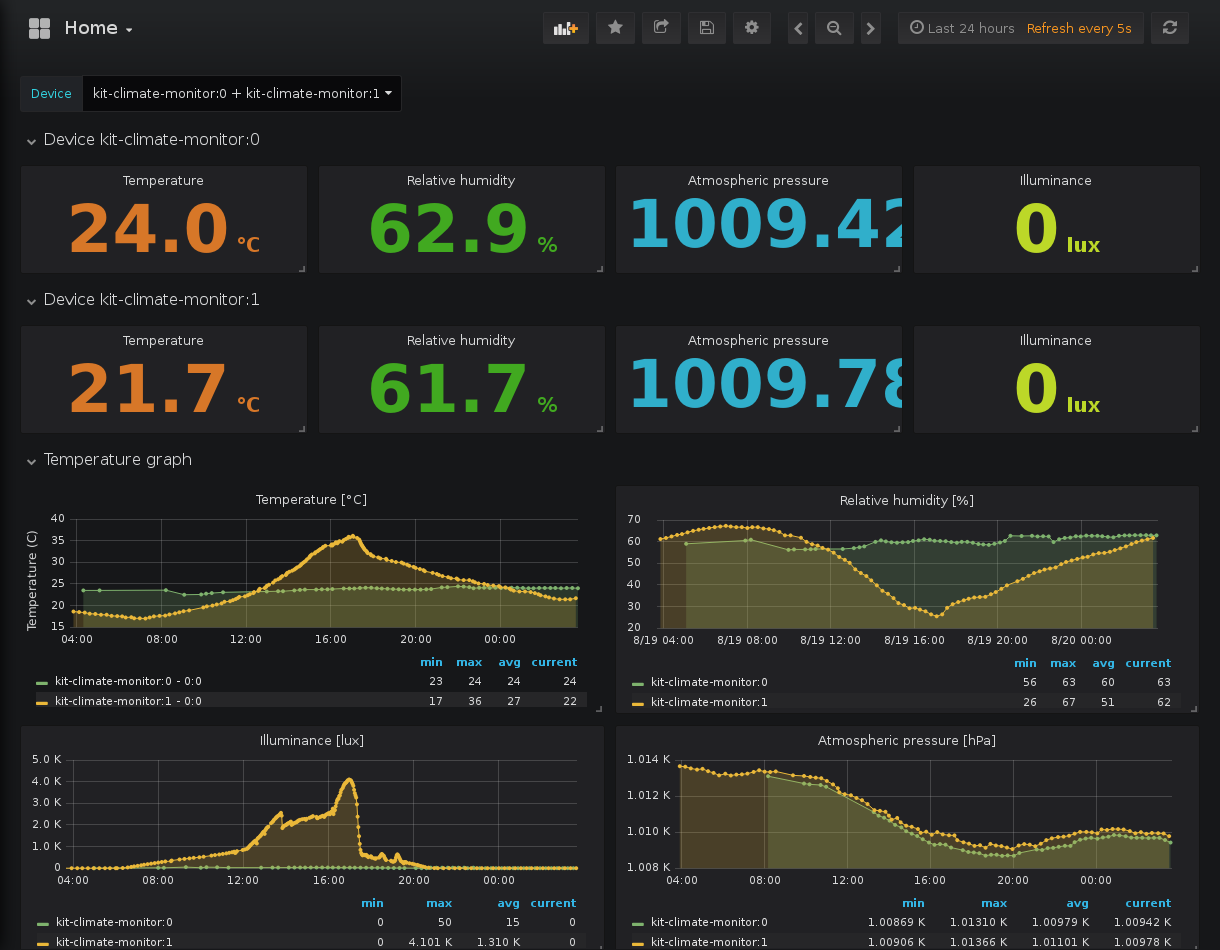 Home
Last 24 hours Refresh every 5s
Device kit-climate-monitor:0 + kit-climate-monitor:1
Device kit-climate-monitor:0
Temperature Relative humidity Atmospheric pressure Illuminance
24.0 °C 62.9 % 1009.42 0 lux
Device kit-climate-monitor:1
Temperature Relative humidity Atmospheric pressure Illuminance
21.7 °C 61.7 % 1009.78 0 lux
Temperature graph
Temperature [°C]
Temperature (C)
40
35
30
25
20
15
04:00 08:00 12:00 16:00 20:00 00:00
min max avg current
kit-climate-monitor:0 - 0:0 23 24 24 24
kit-climate-monitor:1 - 0:0 17 36 27 22
Relative humidity [%]
70
60
50
40
30
20
8/19 04:00 8/19 08:00 8/19 12:00 8/19 16:00 8/19 20:00 8/20 00:00
min max avg current
kit-climate-monitor:0 56 63 60 63
kit-climate-monitor:1 26 67 51 62
Illuminance [lux]
5.0 K
4.0 K
3.0 K
2.0 K
1.0 K
0
04:00 08:00 12:00 16:00 20:00 00:00
min max avg current
kit-climate-monitor:0 0 50 15 0
kit-climate-monitor:1 0 4.101 K 1.310 K 0
Atmospheric pressure [hPa]
1.014 K
1.012 K
1.010 K
1.008 K
04:00 08:00 12:00 16:00 20:00 00:00
min max avg current
kit-climate-monitor:0 1.00869 K 1.01310 K 1.00979 K 1.00942 K
kit-climate-monitor:1 1.00906 K 1.01366 K 1.01101 K 1.00978 K